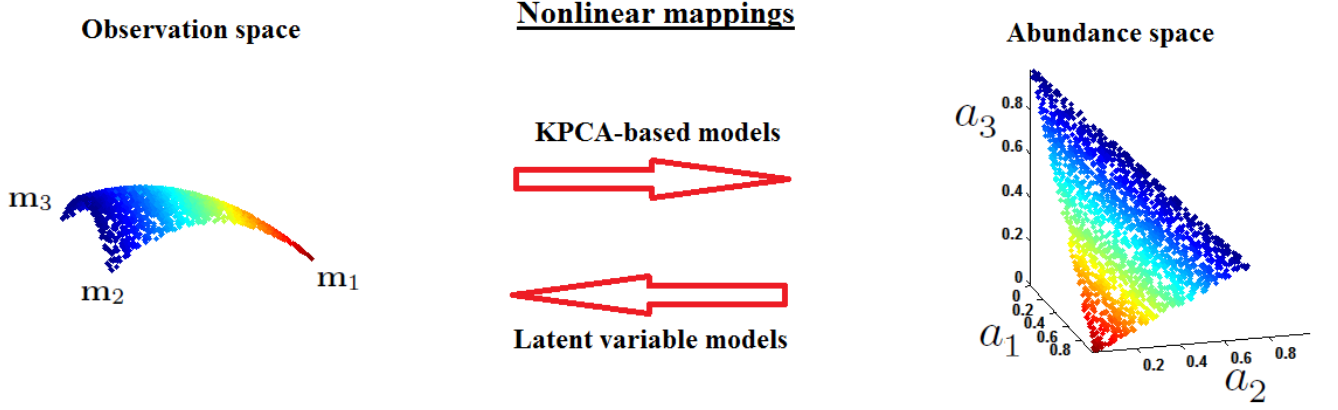 Nonlinear mappings
Observation space
Abundance space
KPCA-based models
Latent variable models
m3
m2
m1
a3
0.8
0.6
0.4
0.2
0
0
0.2
0.4
0.6
0.8
a1
0.2
0.4
0.6
0.8
a2